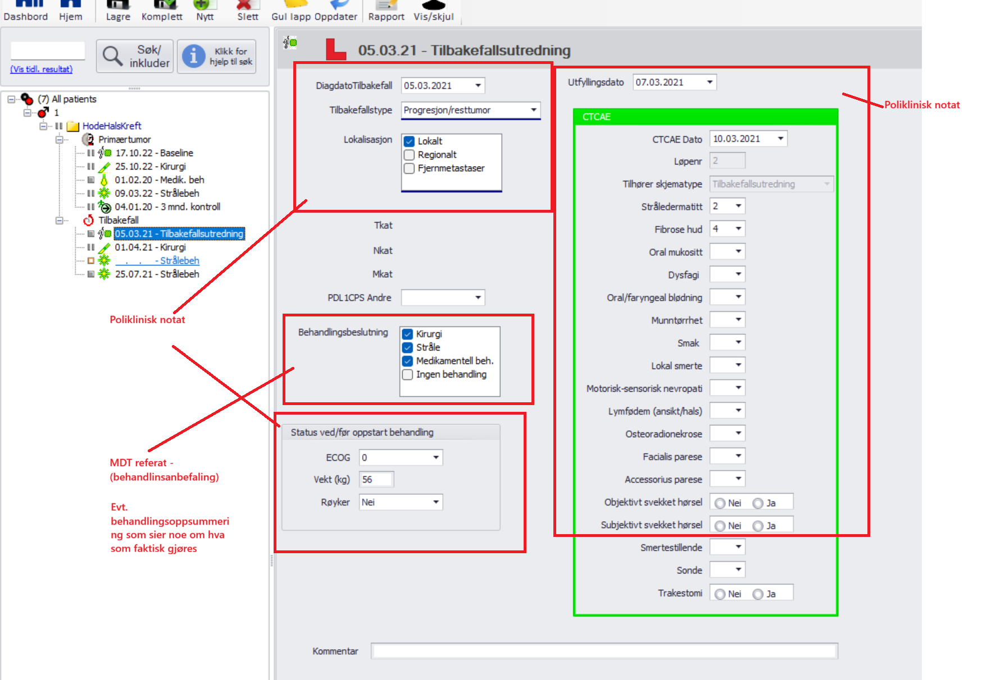 Dashbord Hjem Lagre Komplett Nytt Slett Gul lapp Oppdater Rapport Vis/skjul
Søk/
inkluder
Klikk for
hjelp til søk
(Vis tidl. resultat)
(7) All patients
1
HodeHalsKreft
Primærtumor
17.10.22 - Baseline
25.10.22 - Kirurgi
01.02.20 - Medik. beh
09.03.22 - Strålebeh
04.01.20 - 3 mnd. kontroll
Tilbakefall
05.03.21 - Tilbakefallsutredning
01.04.21 - Kirurgi
__.__.__ - Strålebeh
25.07.21 - Strålebeh
Poliklinisk notat
MDT referat -
(behandlinsanbefaling)
Evt.
behandlingsoppsummeri
ng som sier noe om hva
som faktisk gjøres
05.03.21 - Tilbakefallsutredning
DiagdatoTilbakefall 05.03.2021
Tilbakefallstype Progresjon/resttumor
Lokalisasjon Lokalt
Regionalt
Fjernmetastaser
Tkat
Nkat
Mkat
PDL1CPS Andre
Behandlingsbeslutning Kirurgi
Stråle
Medikamentell beh.
Ingen behandling
Status ved/før oppstart behandling
ECOG 0
Vekt (kg) 56
Røyker Nei
Utfyllingsdato 07.03.2021
Poliklinisk notat
CTCAE
CTCAE Dato 10.03.2021
Løpenr 2
Tilhører skjematype Tilbakefallsutredning
Stråledermatitt 2
Fibrose hud 4
Oral mukositt
Dysfagi
Oral/faryngeal blødning
Munntørrhet
Smak
Lokal smerte
Motorisk-sensorisk nevropati
Lymfødem (ansikt/hals)
Osteoradionekrose
Facialis parese
Accessorius parese
Objektivt svekket hørsel Nei Ja
Subjektivt svekket hørsel Nei Ja
Smertestillende
Sonde
Trakestomi Nei Ja
Kommentar